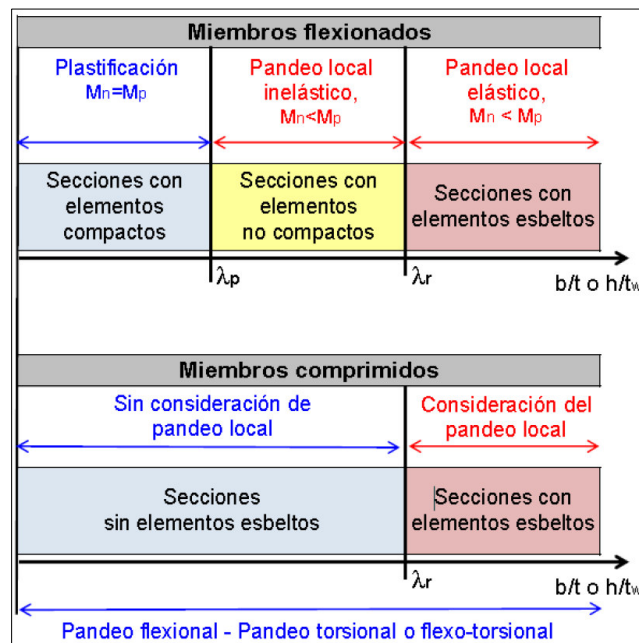 Miembros flexionados
Plastificación
Mn=Mp
Pandeo local
inelástico,
Mn<Mp
Pandeo local
elástico,
Mn < Mp
Secciones con
elementos
compactos
Secciones con
elementos
no compactos
Secciones con
elementos esbeltos
λp
λr
b/t o h/tw
Miembros comprimidos
Sin consideración de
pandeo local
Consideración del
pandeo local
Secciones
sin elementos esbeltos
Secciones con
elementos esbeltos
λr
b/t o h/tw
Pandeo flexional - Pandeo torsional o flexo-torsional